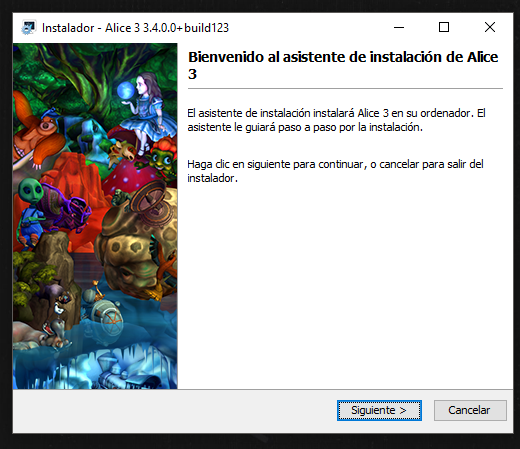 Instalador - Alice 3 3.4.0.0+build123
Bienvenido al asistente de instalación de Alice
3
El asistente de instalación instalará Alice 3 en su ordenador. El
asistente le guiará paso a paso por la instalación.
Haga clic en siguiente para continuar, o cancelar para salir del
instalador.
Siguiente >
Cancelar